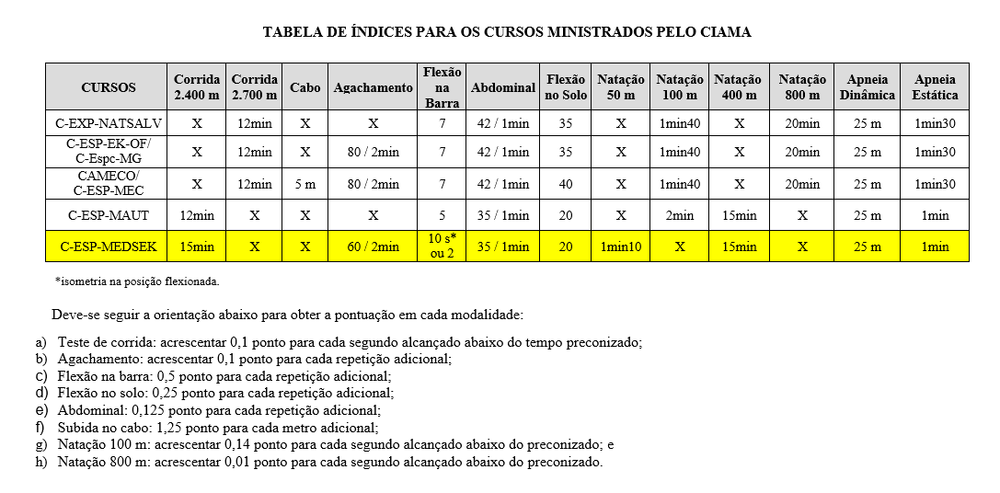 TABELA DE ÍNDICES PARA OS CURSOS MINISTRADOS PELO CIAMA
CURSOS | Corrida 2.400 m | Corrida 2.700 m | Cabo | Agachamento | Flexão na Barra | Abdominal | Flexão no Solo | Natação 50 m | Natação 100 m | Natação 400 m | Natação 800 m | Apneia Dinâmica | Apneia Estática
C-EXP-NATSALV | X | 12min | X | X | 7 | 42 / 1min | 35 | X | 1min40 | X | 20min | 25 m | 1min30
C-ESP-EK-OF/ C-Espc-MG | X | 12min | X | 80 / 2min | 7 | 42 / 1min | 35 | X | 1min40 | X | 20min | 25 m | 1min30
CAMECO/ C-ESP-MEC | X | 12min | 5 m | 80 / 2min | 7 | 42 / 1min | 40 | X | 1min40 | X | 20min | 25 m | 1min30
C-ESP-MAUT | 12min | X | X | X | 5 | 35 / 1min | 20 | X | 2min | 15min | X | 25 m | 1min
C-ESP-MEDSEK | 15min | X | X | 60 / 2min | 10 s* ou 2 | 35 / 1min | 20 | 1min10 | X | 15min | X | 25 m | 1min
*isometria na posição flexionada.
Deve-se seguir a orientação abaixo para obter a pontuação em cada modalidade:
a) Teste de corrida: acrescentar 0,1 ponto para cada segundo alcançado abaixo do tempo preconizado;
b) Agachamento: acrescentar 0,1 ponto para cada repetição adicional;
c) Flexão na barra: 0,5 ponto para cada repetição adicional;
d) Flexão no solo: 0,25 ponto para cada repetição adicional;
e) Abdominal: 0,125 ponto para cada repetição adicional;
f) Subida no cabo: 1,25 ponto para cada metro adicional;
g) Natação 100 m: acrescentar 0,14 ponto para cada segundo alcançado abaixo do preconizado; e
h) Natação 800 m: acrescentar 0,01 ponto para cada segundo alcançado abaixo do preconizado.